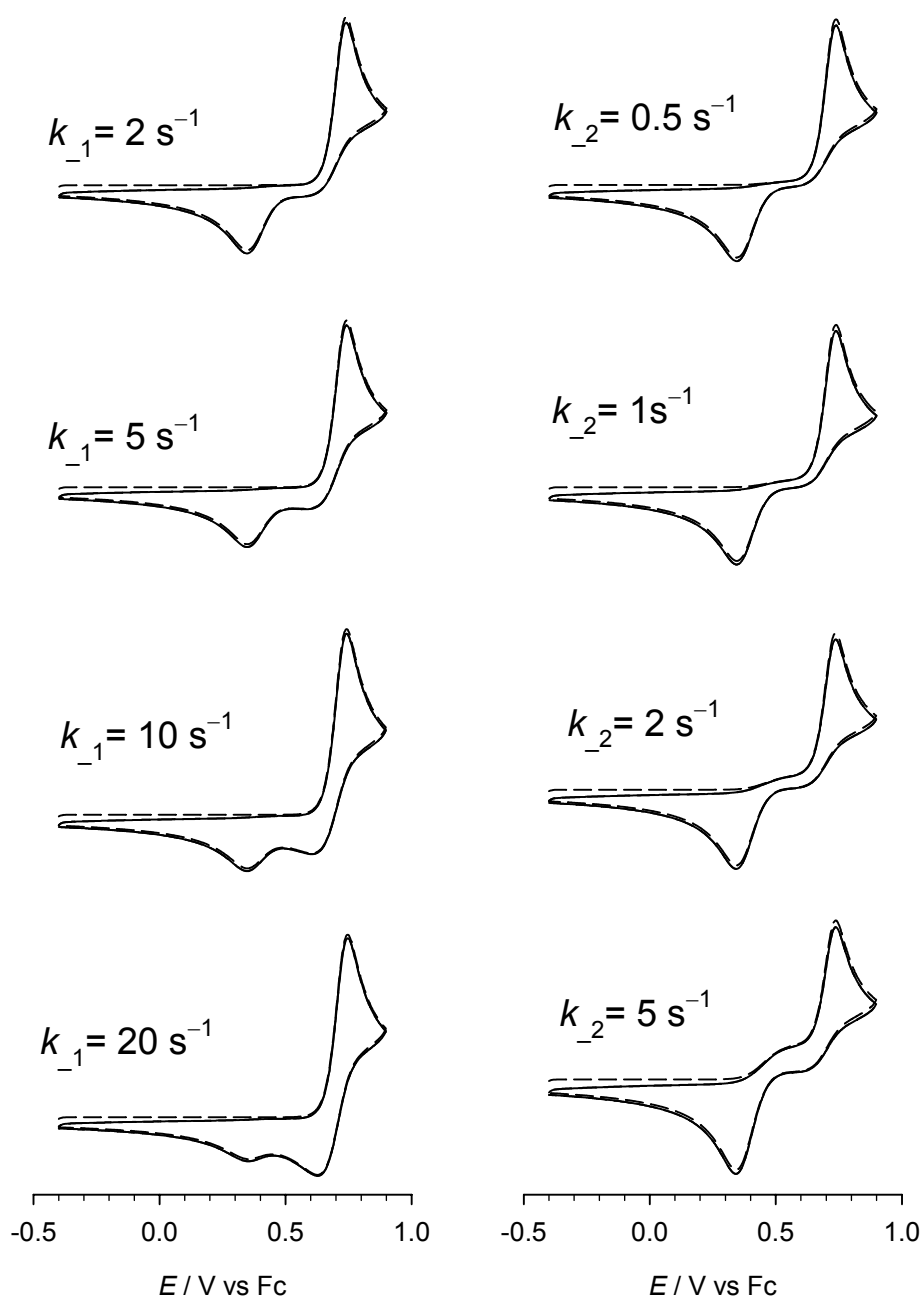 k_1= 2 s−1
k_2= 0.5 s−1
k_1= 5 s−1
k_2= 1s−1
k_1= 10 s−1
k_2= 2 s−1
k_1= 20 s−1
k_2= 5 s−1
-0.5 0.0 0.5 1.0
-0.5 0.0 0.5 1.0
E / V vs Fc
E / V vs Fc